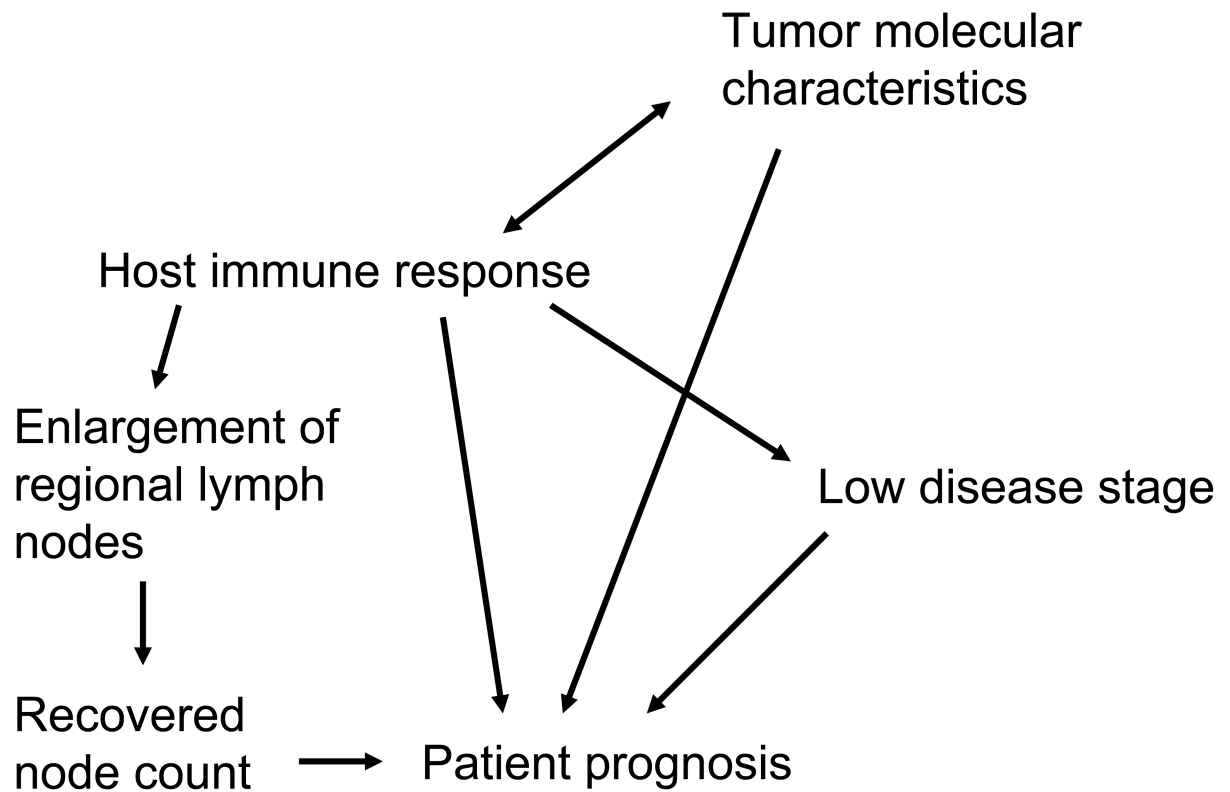 Tumor molecular
characteristics
Host immune response
Enlargement of
regional lymph
nodes
Low disease stage
Recovered
node count
Patient prognosis